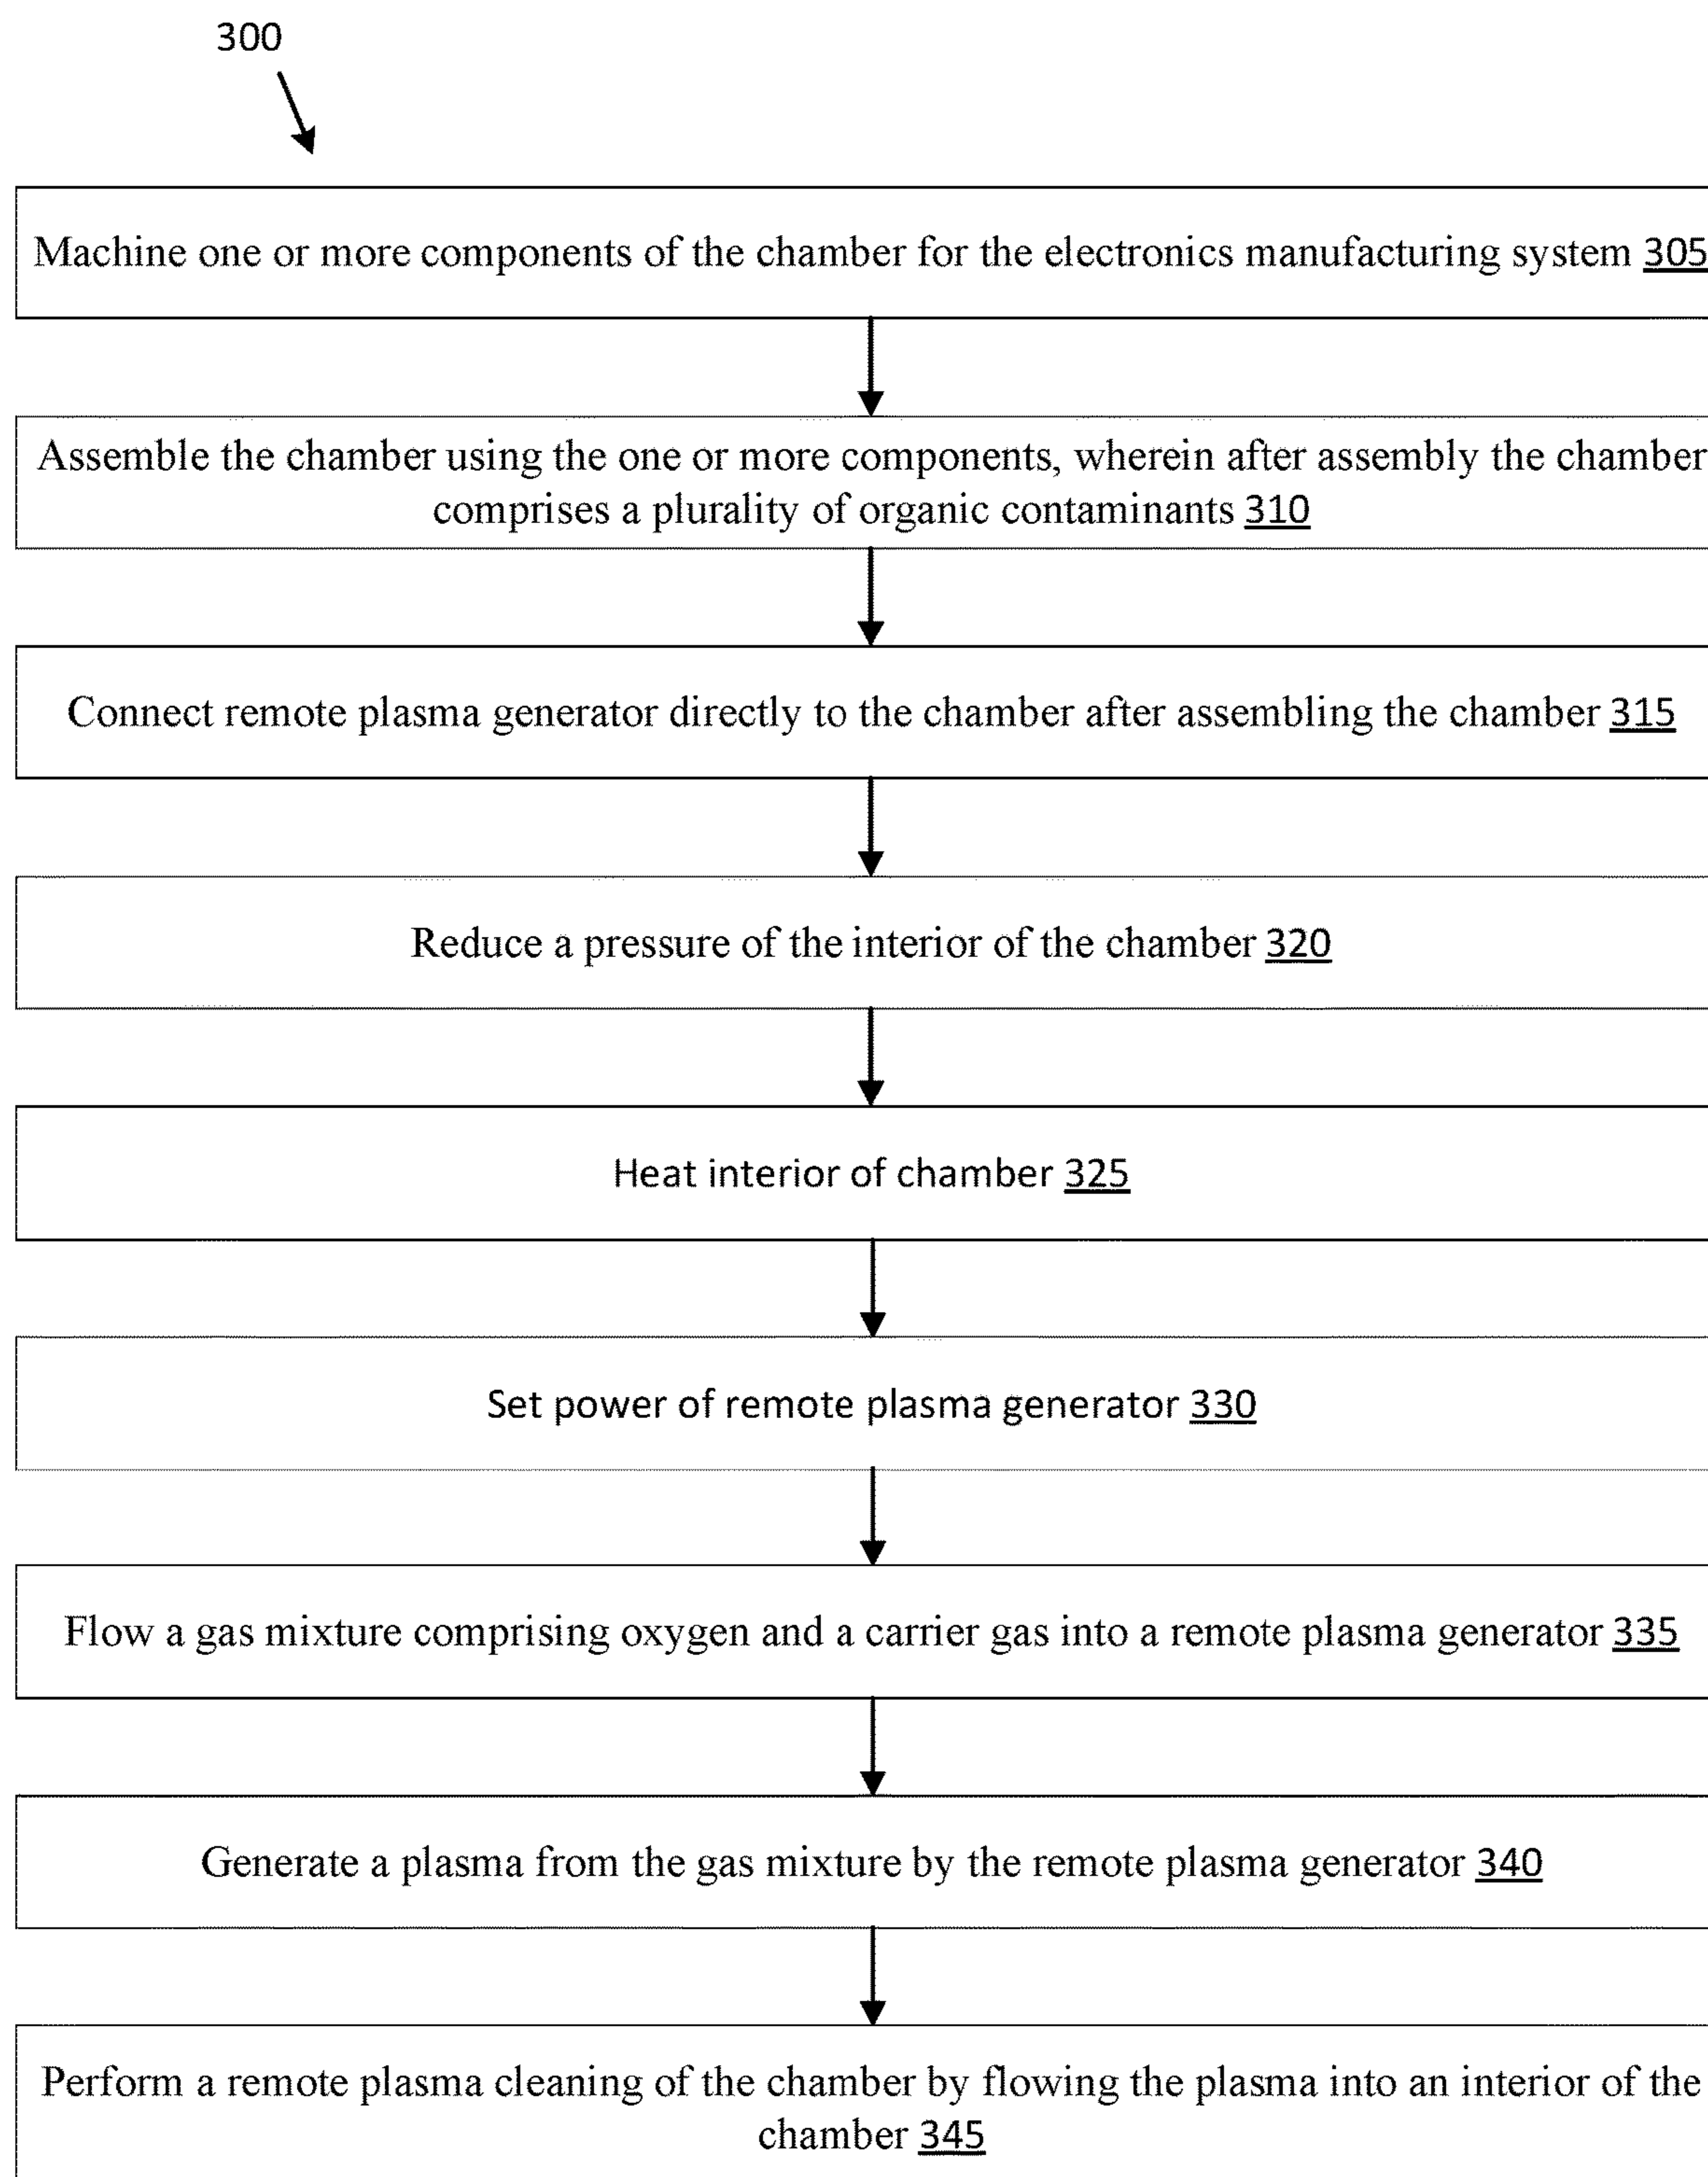 300
Machine one or more components of the chamber for the electronics manufacturing system 305
Assemble the chamber using the one or more components, wherein after assembly the chamber
comprises a plurality of organic contaminants 310
Connect remote plasma generator directly to the chamber after assembling the chamber 315
Reduce a pressure of the interior of the chamber 320
Heat interior of chamber 325
Set power of remote plasma generator 330
Flow a gas mixture comprising oxygen and a carrier gas into a remote plasma generator 335
Generate a plasma from the gas mixture by the remote plasma generator 340
Perform a remote plasma cleaning of the chamber by flowing the plasma into an interior of the
chamber 345